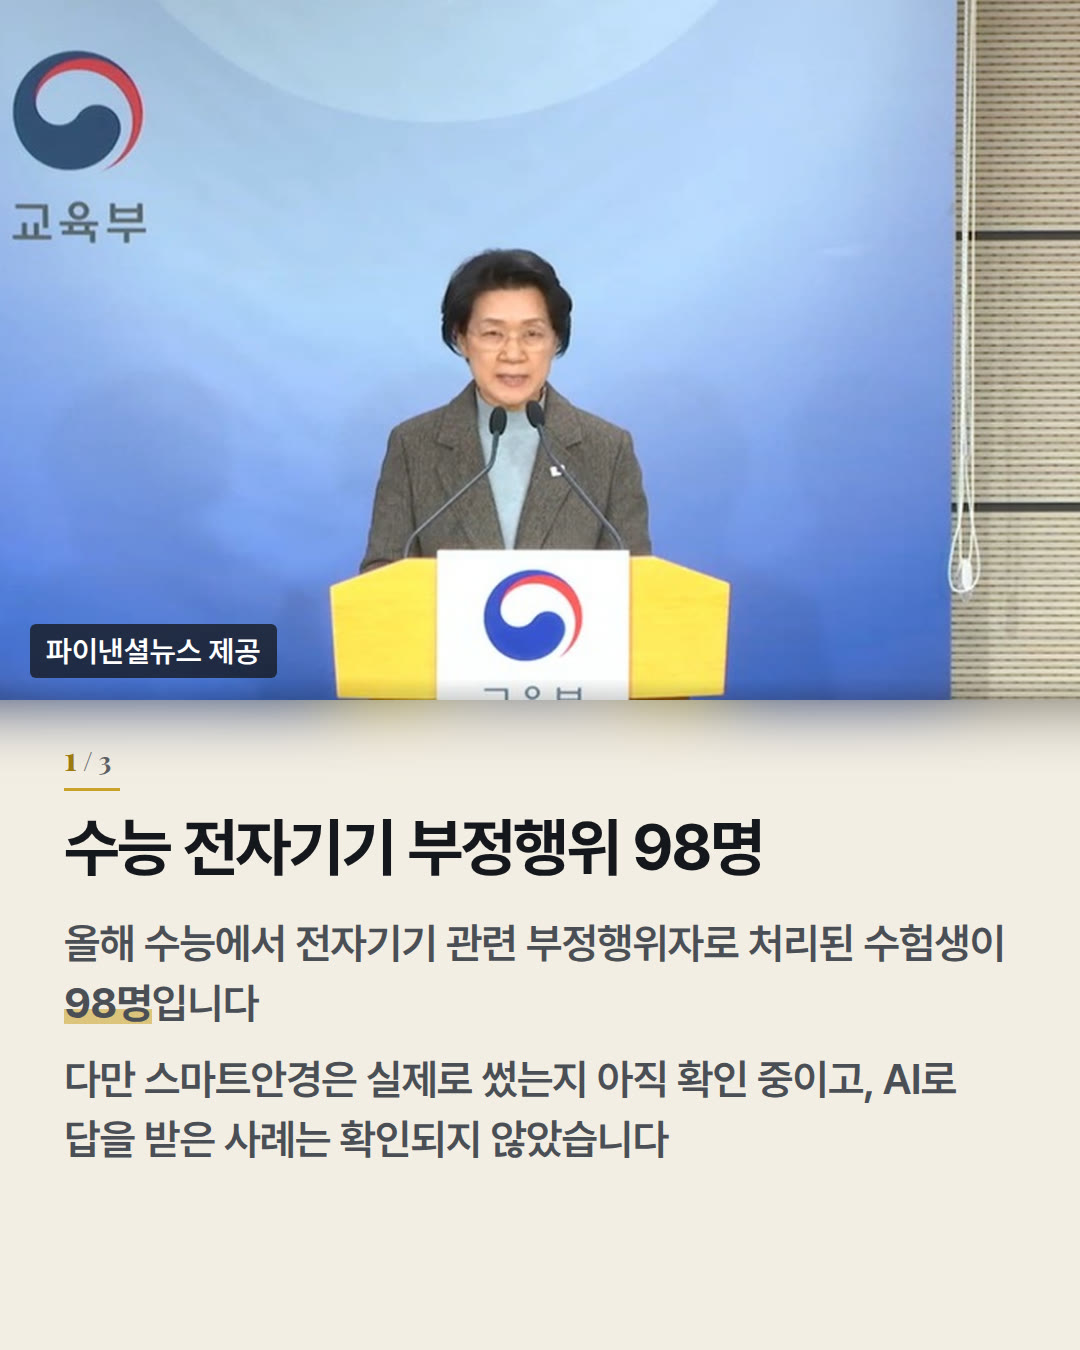 교육부
교육부
파이낸셜뉴스 제공
1 / 3
수능 전자기기 부정행위 98명
올해 수능에서 전자기기 관련 부정행위자로 처리된 수험생이
98명입니다
다만 스마트안경은 실제로 썼는지 아직 확인 중이고, AI로
답을 받은 사례는 확인되지 않았습니다